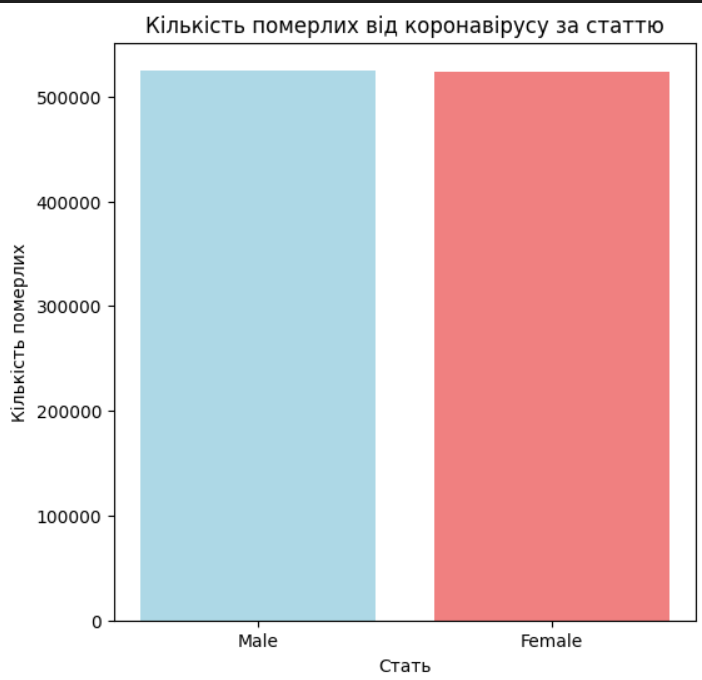 Кількість померлих від коронавірусу за статтю
Кількість померлих
500000
400000
300000
200000
100000
0
Male
Female
Стать